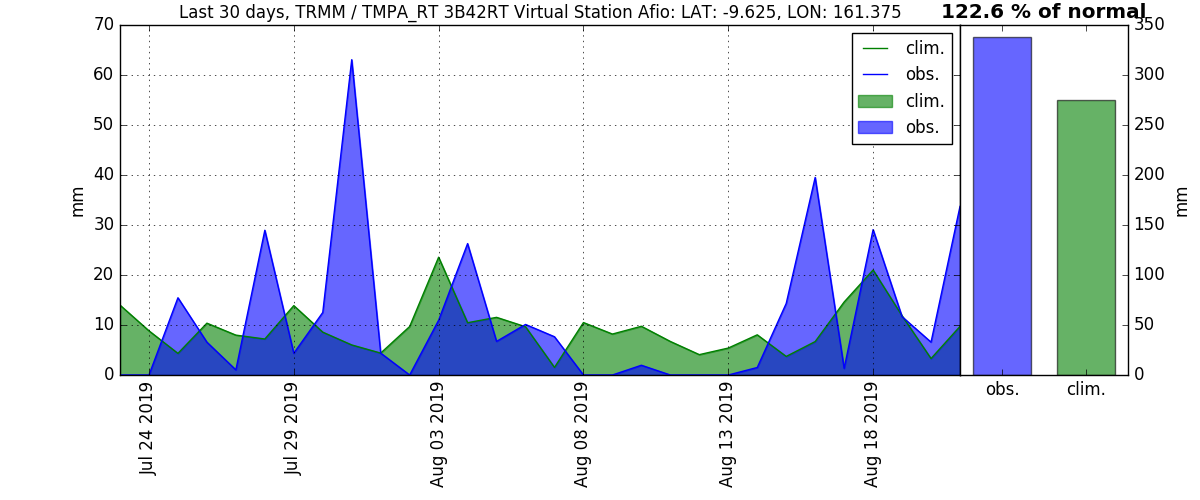 Last 30 days, TRMM / TMPA_RT 3B42RT Virtual Station Afio: LAT: -9.625, LON: 161.375
122.6 % of normal
70
60
50
40
30
20
10
0
mm
clim.
obs.
clim.
obs.
Jul 24 2019
Jul 29 2019
Aug 03 2019
Aug 08 2019
Aug 13 2019
Aug 18 2019
350
300
250
200
150
100
50
0
mm
obs.
clim.